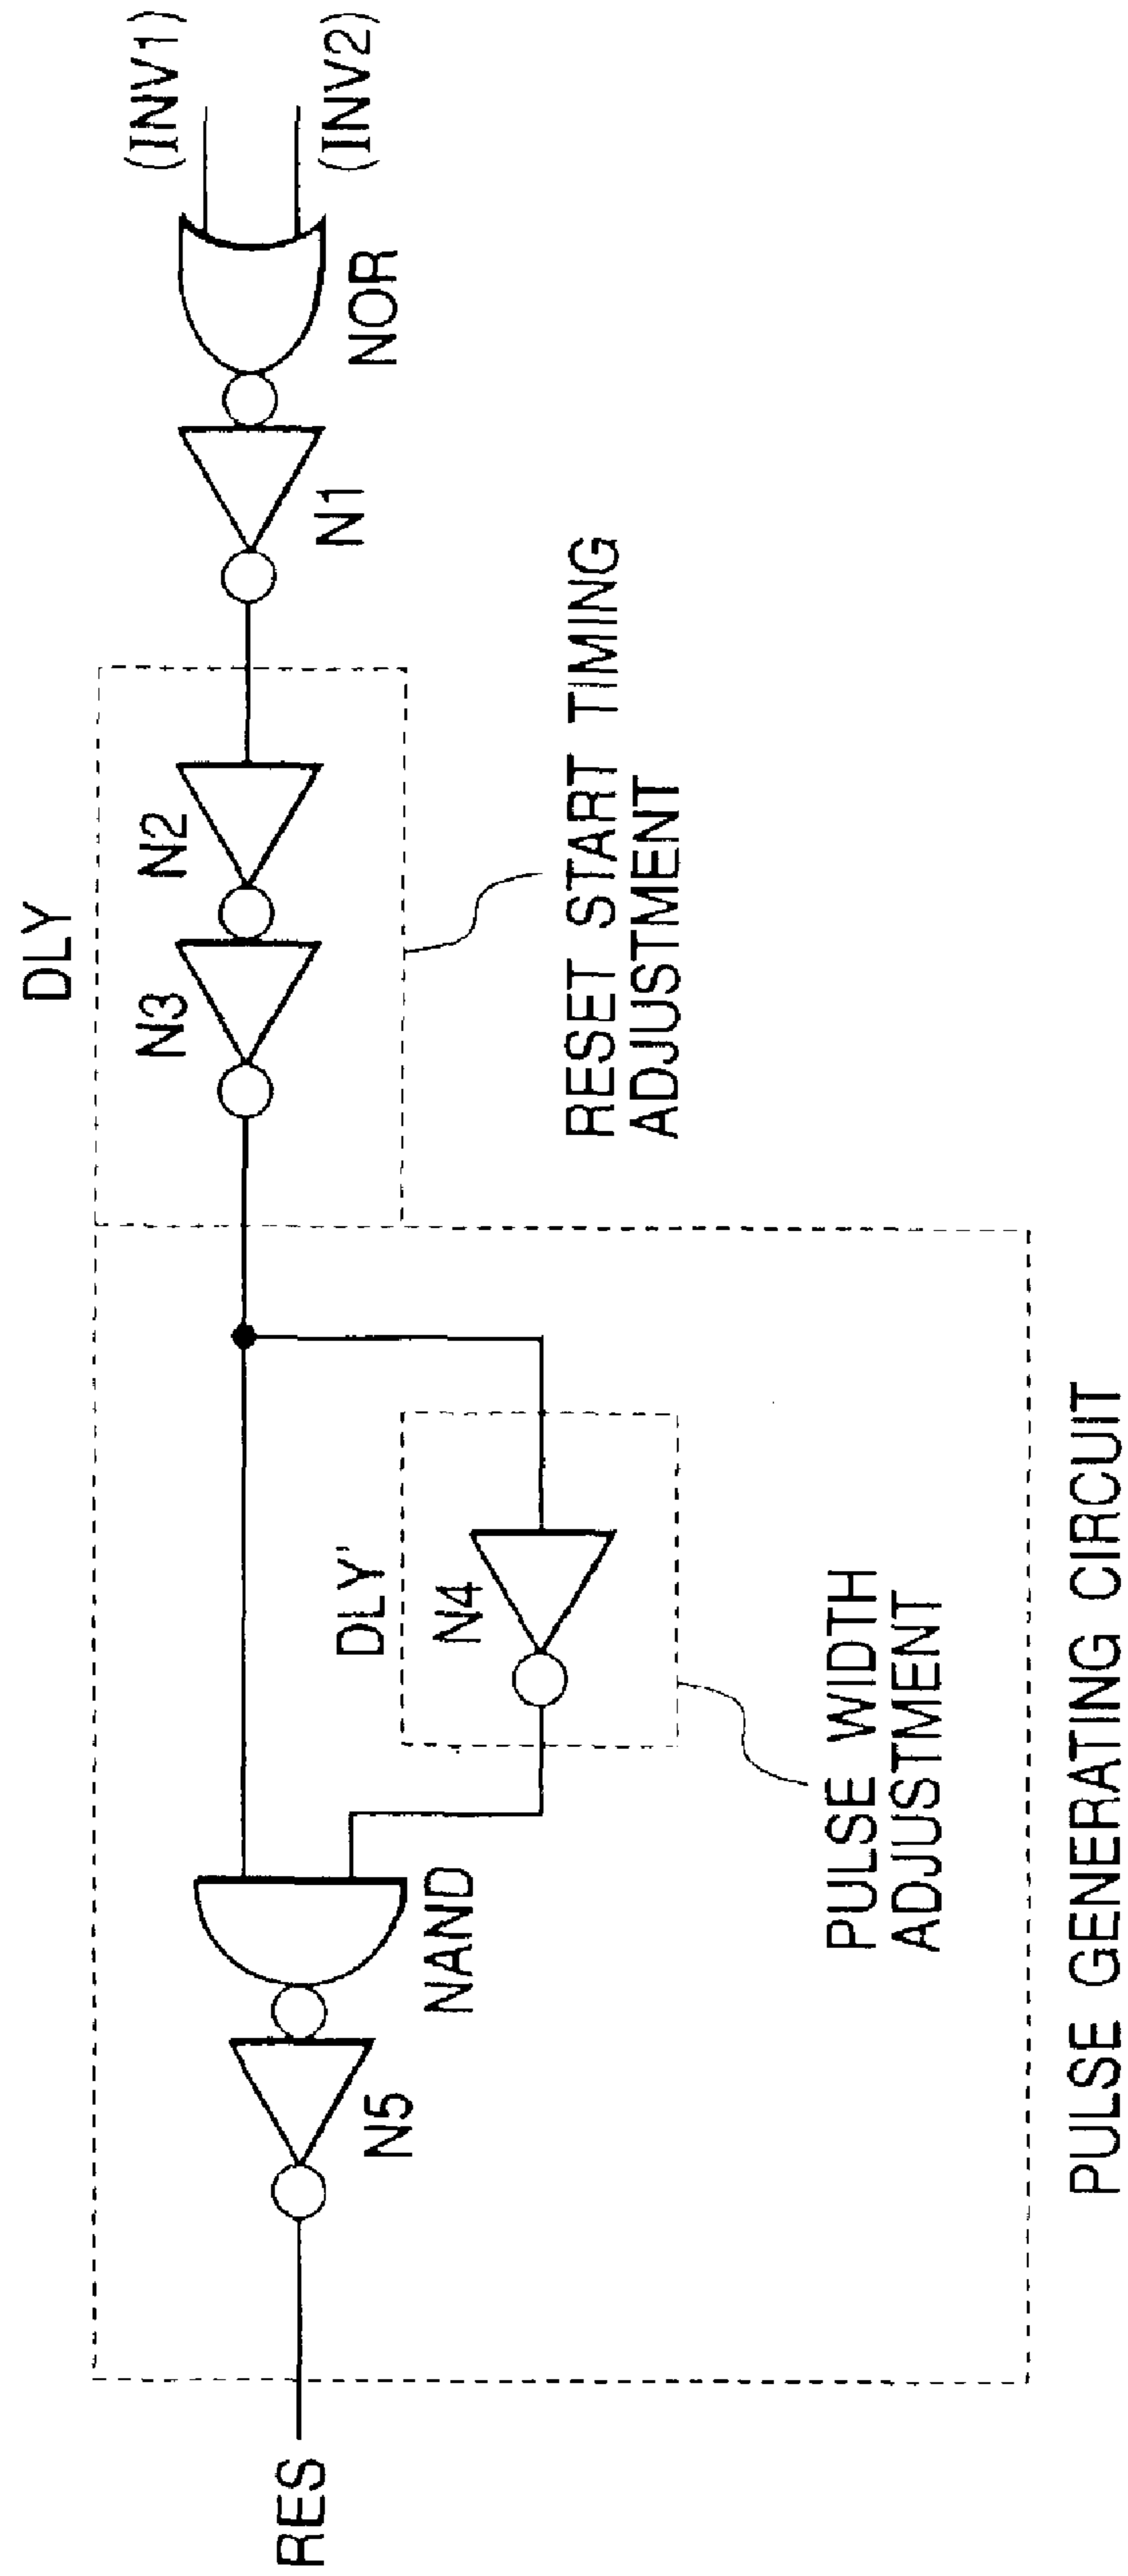 DLY
(INV1)
(INV2)
NOR
N1
N2
N3
RESET START TIMING
ADJUSTMENT
DLY'
N4
PULSE WIDTH
ADJUSTMENT
NAND
N5
RES
PULSE GENERATING CIRCUIT